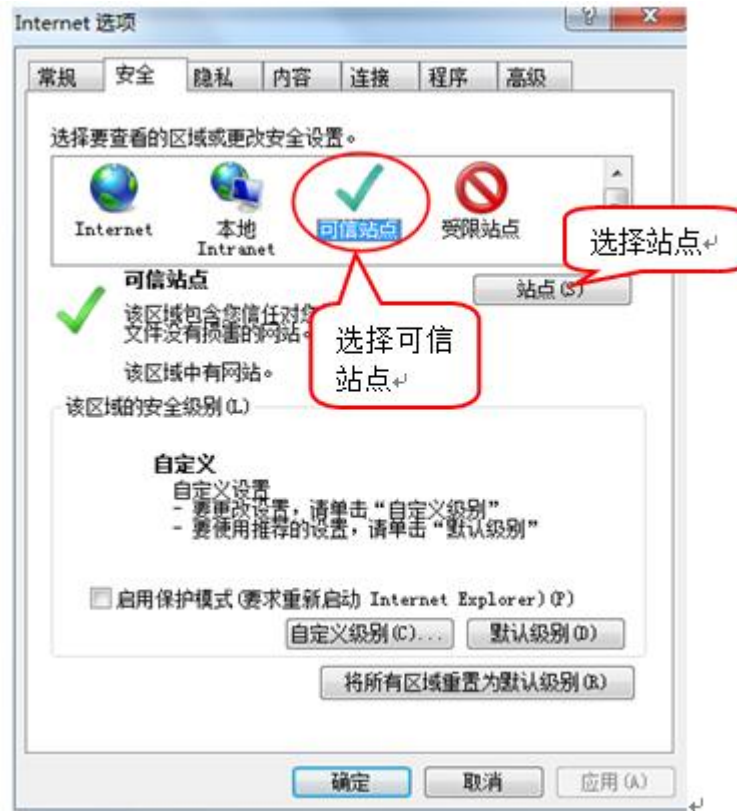 Internet 选项
常规 安全 隐私 内容 连接 程序 高级
选择要查看的区域或更改安全设置。
Internet 本地 Intranet 可信站点 受限站点
选择站点
可信站点
站点(S)
该区域包含您信任对您
文件没有损害的网站。
选择可信
站点
该区域中有网站。
该区域的安全级别(L)
自定义
自定义设置
- 要更改设置，请单击“自定义级别”
- 要使用推荐的设置，请单击“默认级别”
启用保护模式(要求重新启动 Internet Explorer)(P)
自定义级别(C)... 默认级别(D)
将所有区域重置为默认级别(R)
确定 取消 应用(A)